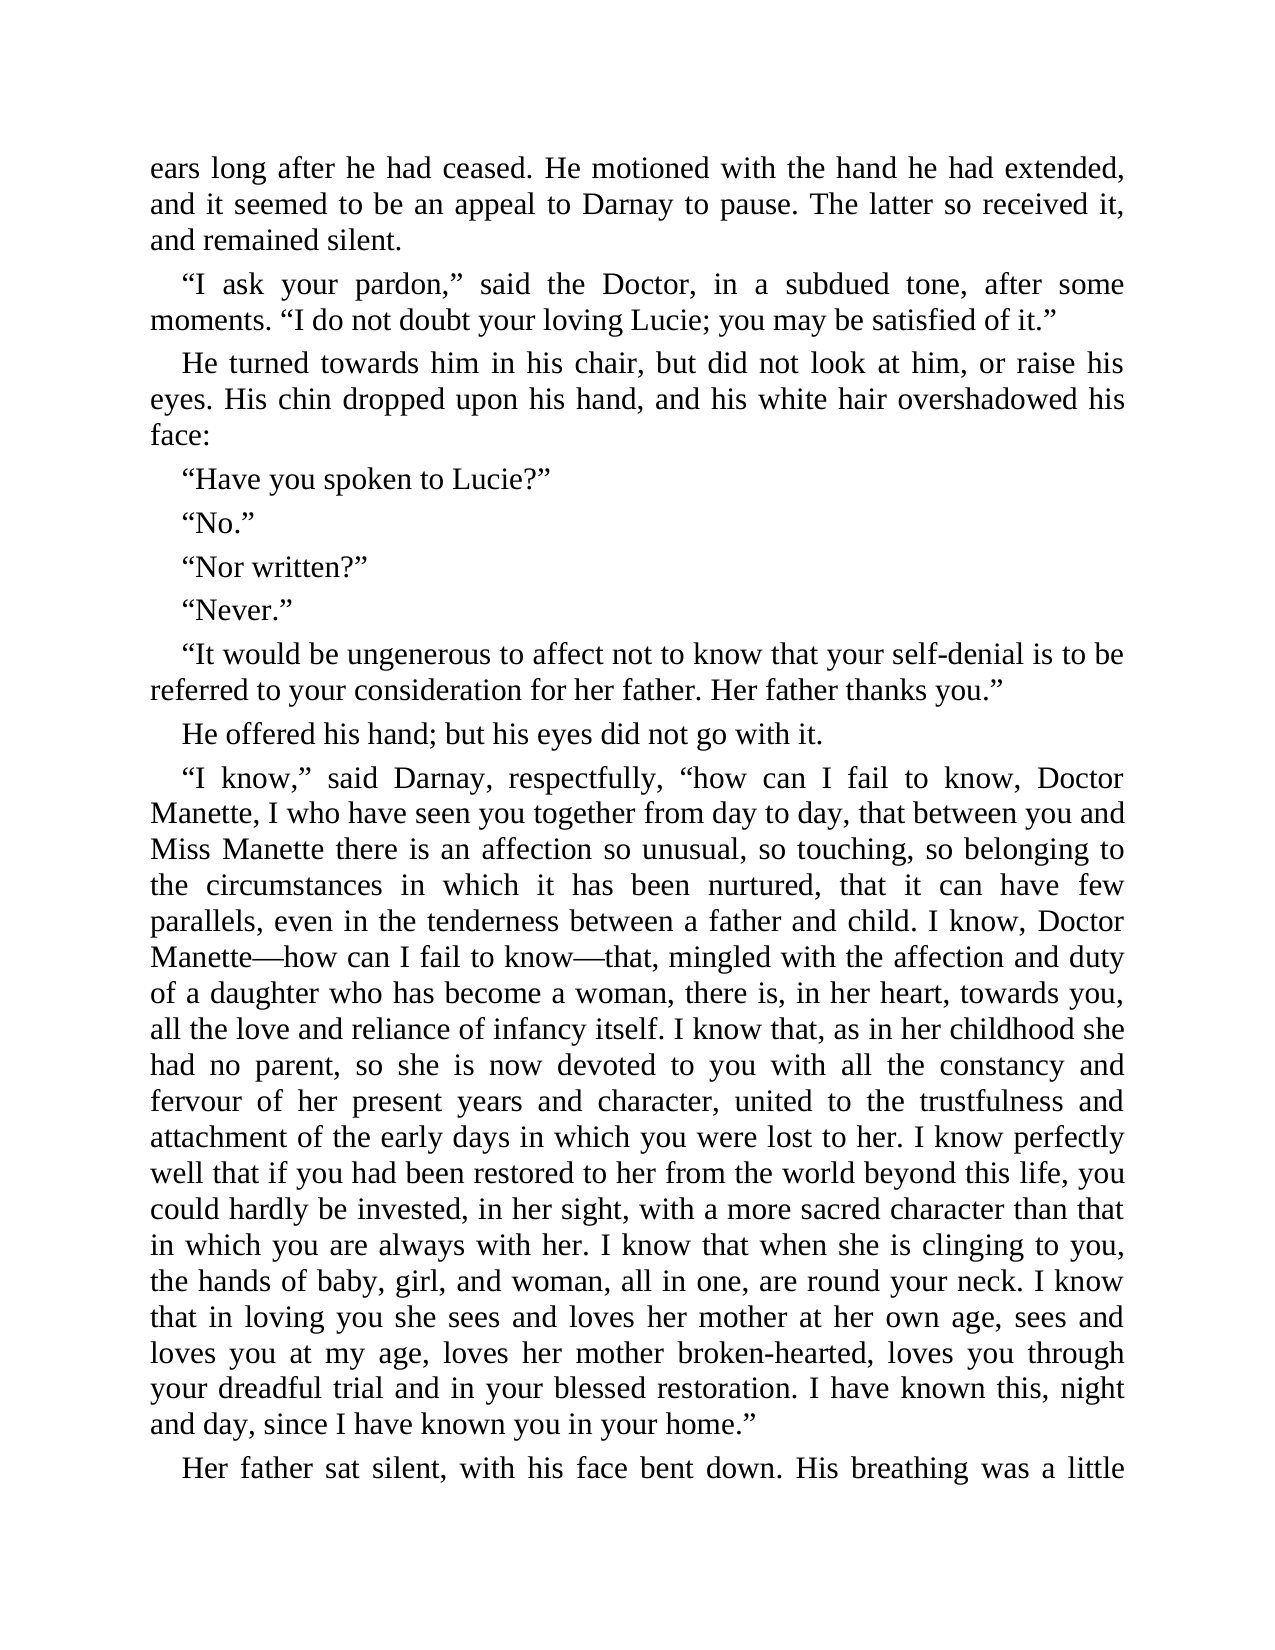 ears long after he had ceased. He motioned with the hand he had extended,
and it seemed to be an appeal to Darnay to pause. The latter so received it,
and remained silent.
“I ask your pardon,” said the Doctor, in a subdued tone, after some
moments. “I do not doubt your loving Lucie; you may be satisfied of it.”
He turned towards him in his chair, but did not look at him, or raise his
eyes. His chin dropped upon his hand, and his white hair overshadowed his
face:
“Have you spoken to Lucie?”
“No.”
“Nor written?”
“Never.”
“It would be ungenerous to affect not to know that your self-denial is to be
referred to your consideration for her father. Her father thanks you.”
He offered his hand; but his eyes did not go with it.
“I know,” said Darnay, respectfully, “how can I fail to know, Doctor
Manette, I who have seen you together from day to day, that between you and
Miss Manette there is an affection so unusual, so touching, so belonging to
the circumstances in which it has been nurtured, that it can have few
parallels, even in the tenderness between a father and child. I know, Doctor
Manette—how can I fail to know—that, mingled with the affection and duty
of a daughter who has become a woman, there is, in her heart, towards you,
all the love and reliance of infancy itself. I know that, as in her childhood she
had no parent, so she is now devoted to you with all the constancy and
fervour of her present years and character, united to the trustfulness and
attachment of the early days in which you were lost to her. I know perfectly
well that if you had been restored to her from the world beyond this life, you
could hardly be invested, in her sight, with a more sacred character than that
in which you are always with her. I know that when she is clinging to you,
the hands of baby, girl, and woman, all in one, are round your neck. I know
that in loving you she sees and loves her mother at her own age, sees and
loves you at my age, loves her mother broken-hearted, loves you through
your dreadful trial and in your blessed restoration. I have known this, night
and day, since I have known you in your home.”
Her father sat silent, with his face bent down. His breathing was a little